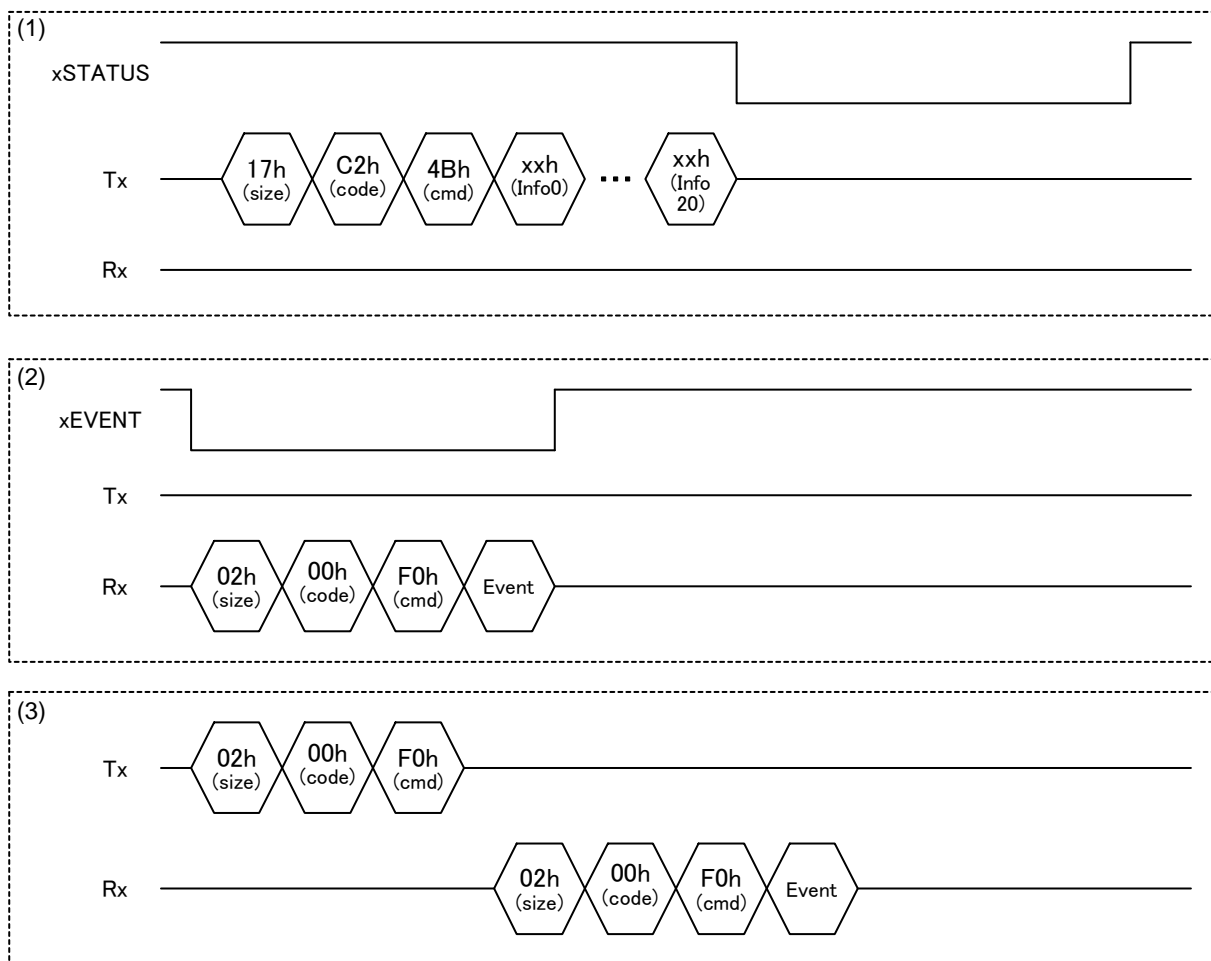 (1)
xSTATUS
Tx
17h
(size)
C2h
(code)
4Bh
(cmd)
xxh
(Info0)
...
xxh
(Info
20)
Rx
(2)
xEVENT
Tx
Rx
02h
(size)
00h
(code)
F0h
(cmd)
Event
(3)
Tx
02h
(size)
00h
(code)
F0h
(cmd)
Rx
02h
(size)
00h
(code)
F0h
(cmd)
Event